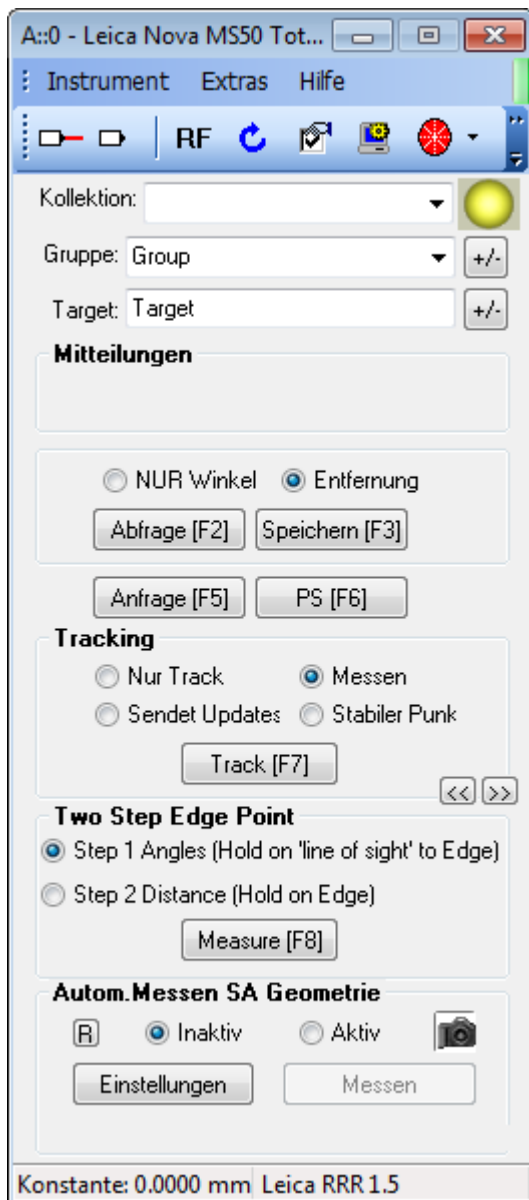 A::0 - Leica Nova MS50 Tot...
Instrument Extras Hilfe
RF
Kollektion:
Gruppe: Group +/-
Target: Target +/-
Mitteilungen
NUR Winkel Entfernung
Abfrage [F2] Speichern [F3]
Anfrage [F5] PS [F6]
Tracking
Nur Track Messen
Sendet Updates Stabiler Punk
Track [F7]
<< >>
Two Step Edge Point
Step 1 Angles (Hold on 'line of sight' to Edge)
Step 2 Distance (Hold on Edge)
Measure [F8]
Autom.Messen SA Geometrie
R Inaktiv Aktiv
Einstellungen Messen
Konstante: 0.0000 mm Leica RRR 1.5